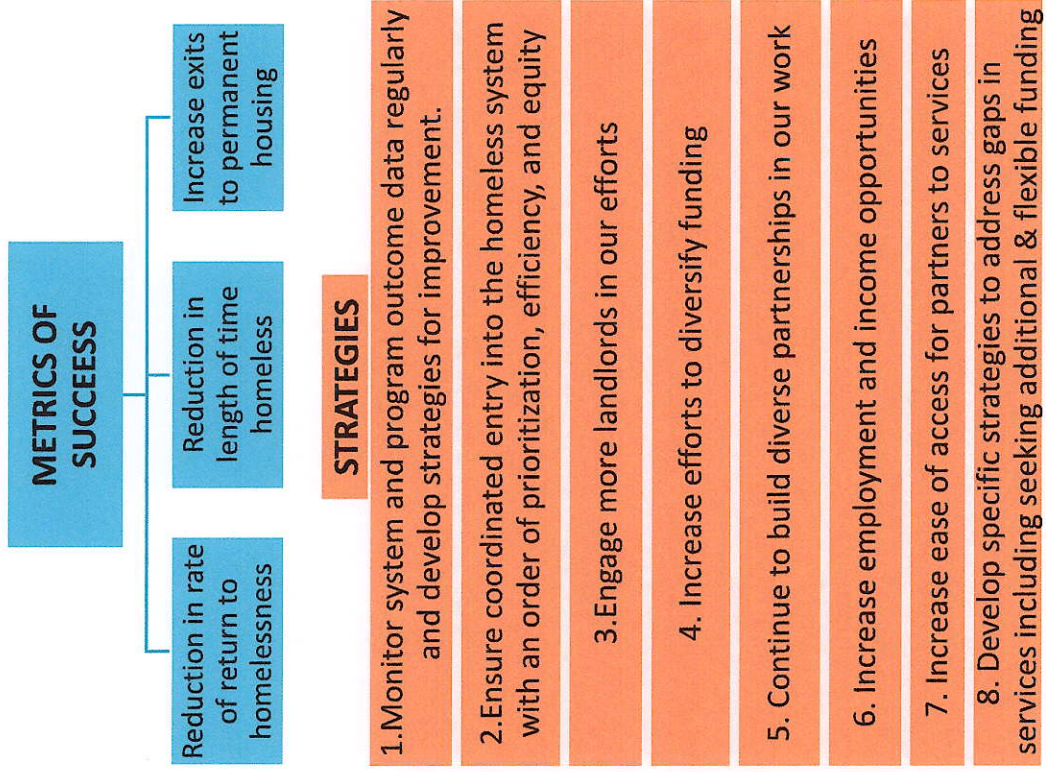 METRICS OF
SUCCEESS
Reduction in rate
of return to
homelessness
Reduction in
length of time
homeless
Increase exits
to permanent
housing
STRATEGIES
1.Monitor system and program outcome data regularly
and develop strategies for improvement.
2.Ensure coordinated entry into the homeless system
with an order of prioritization, efficiency, and equity
3.Engage more landlords in our efforts
4. Increase efforts to diversify funding
5. Continue to build diverse partnerships in our work
6. Increase employment and income opportunities
7. Increase ease of access for partners to services
8. Develop specific strategies to address gaps in
services including seeking additional & flexible funding